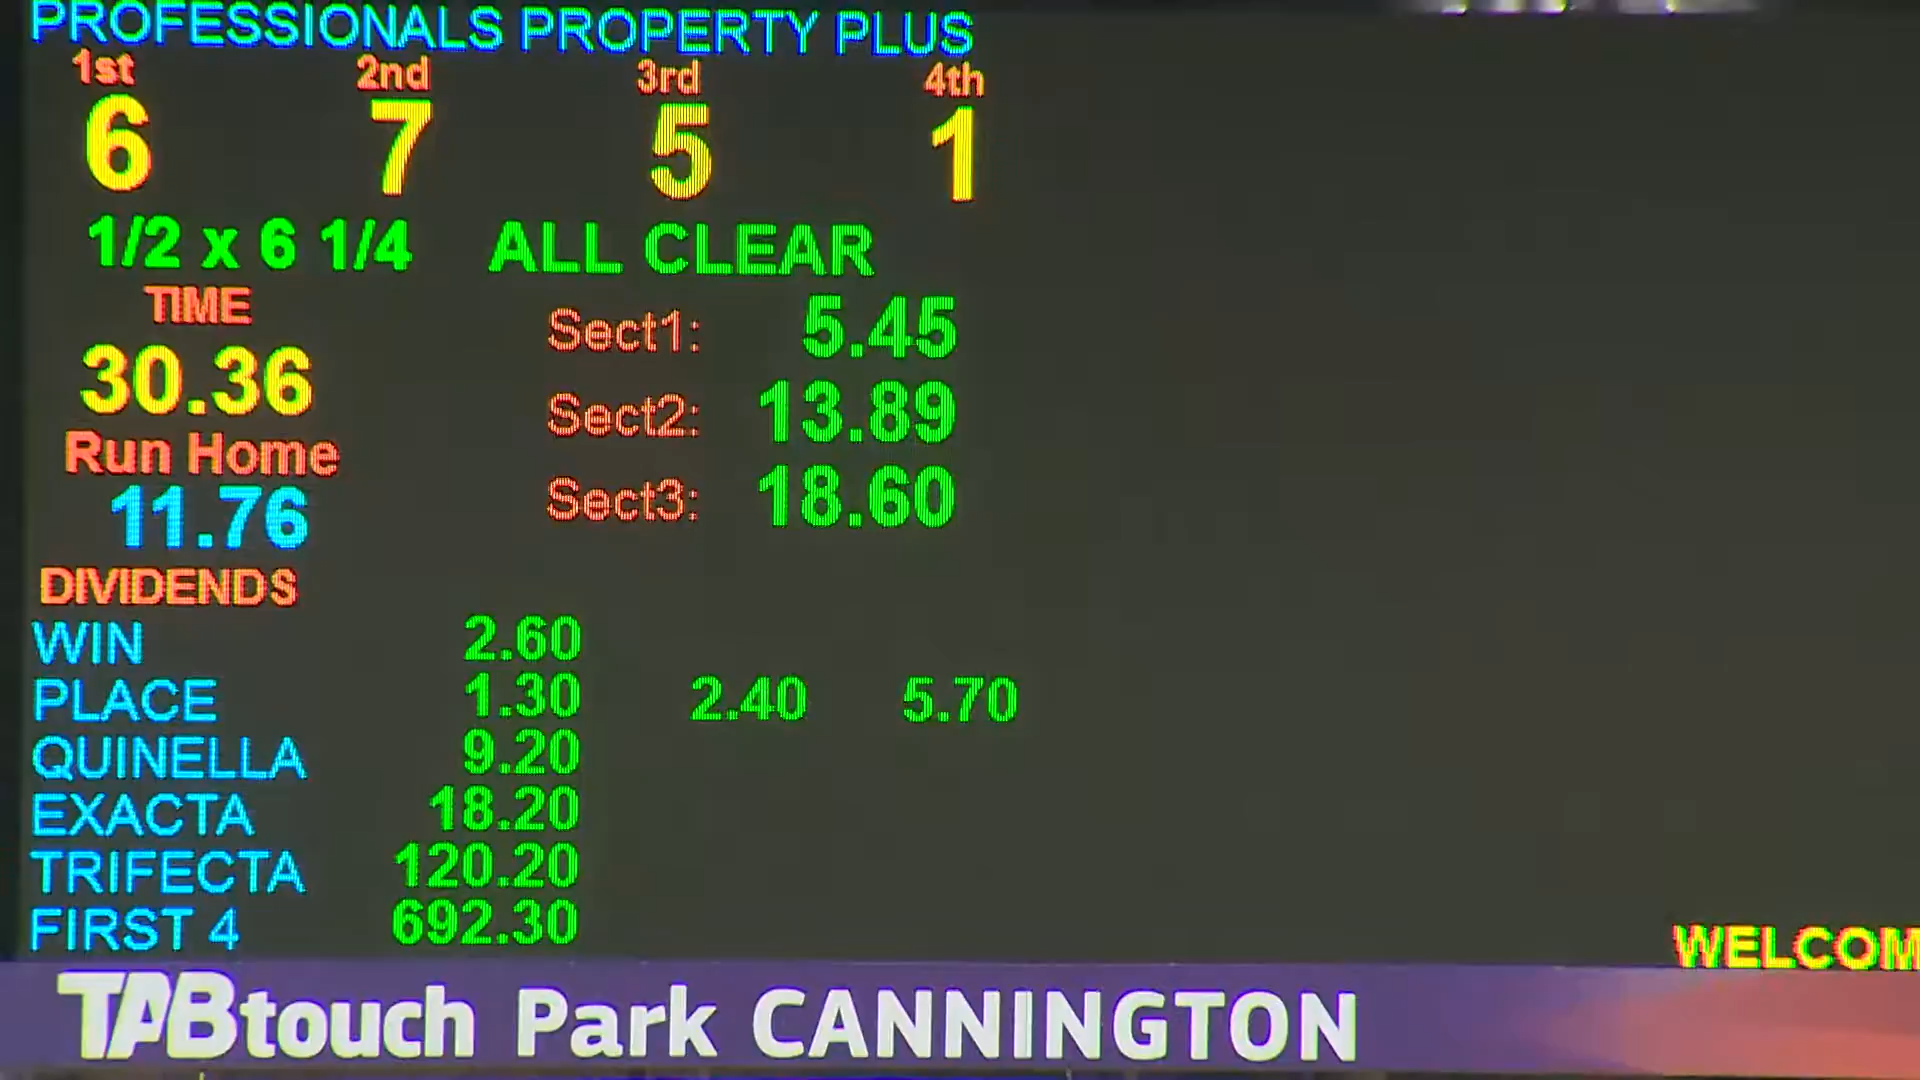 PROFESSIONALS PROPERTY PLUS
1st 2nd 3rd 4th
6 7 5 1
1/2 x 6 1/4 ALL CLEAR
TIME
30.36
Sect1: 5.45
Run Home
11.76
Sect2: 13.89
Sect3: 18.60
DIVIDENDS
WIN 2.60
PLACE 1.30 2.40 5.70
QUINELLA 9.20
EXACTA 18.20
TRIFECTA 120.20
FIRST 4 692.30
WELCOM
TABtouch Park CANNINGTON